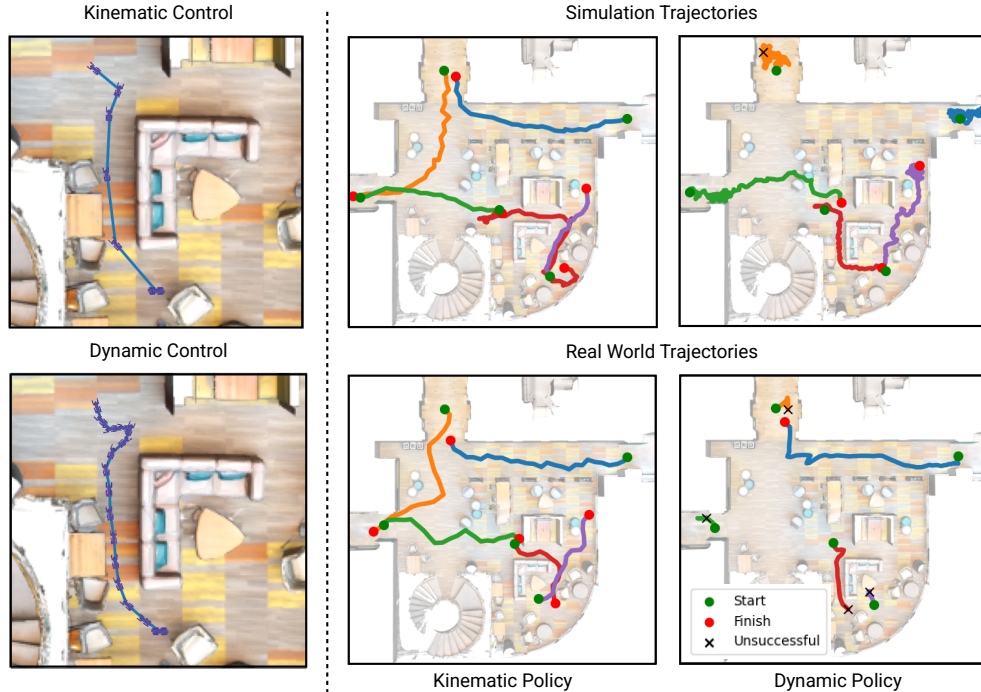 Kinematic Control
Simulation Trajectories
Dynamic Control
Real World Trajectories
Start
Finish
Unsuccessful
Kinematic Policy
Dynamic Policy